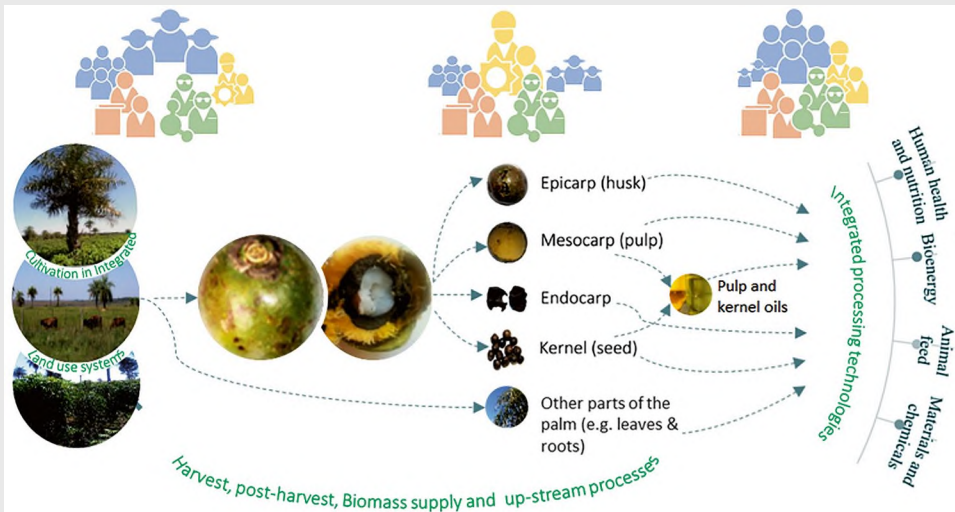 Cultivation in Integrated
Land use systems
Epicarp (husk)
Mesocarp (pulp)
Endocarp
Kernel (seed)
Other parts of the
palm (e.g. leaves &
roots)
Pulp and
kernel oils
Integrated processing technologies
Human health
and nutrition
Bioenergy
Animal
feed
Materials and
chemicals
Harvest, post-harvest, Biomass supply and up-stream processes